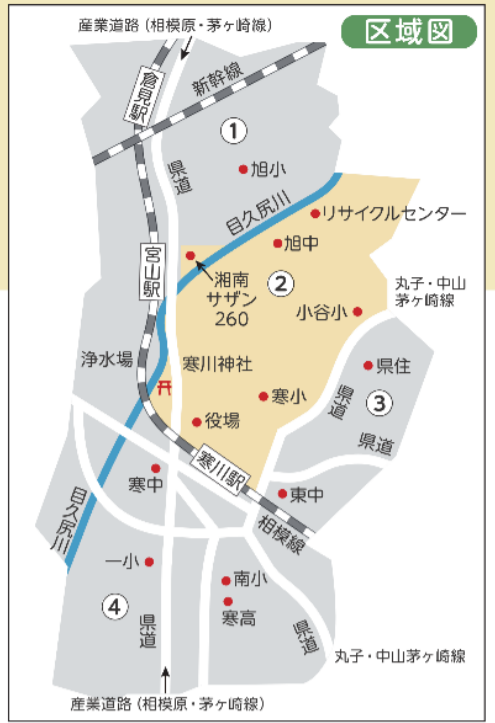 産業道路(相模原・茅ヶ崎線)
区域図
倉見駅
新幹線
①
県道
旭小
目久尻川
リサイクルセンター
旭中
宮山駅
湘南
サザン
260
②
丸子・中山
茅ヶ崎線
小谷小
浄水場
寒川神社
県住
県道
③
寒小
役場
県道
寒川駅
寒中
東中
目久尻川
相模線
一小
南小
④
寒高
県道
県道
丸子・中山茅ヶ崎線
産業道路(相模原・茅ヶ崎線)